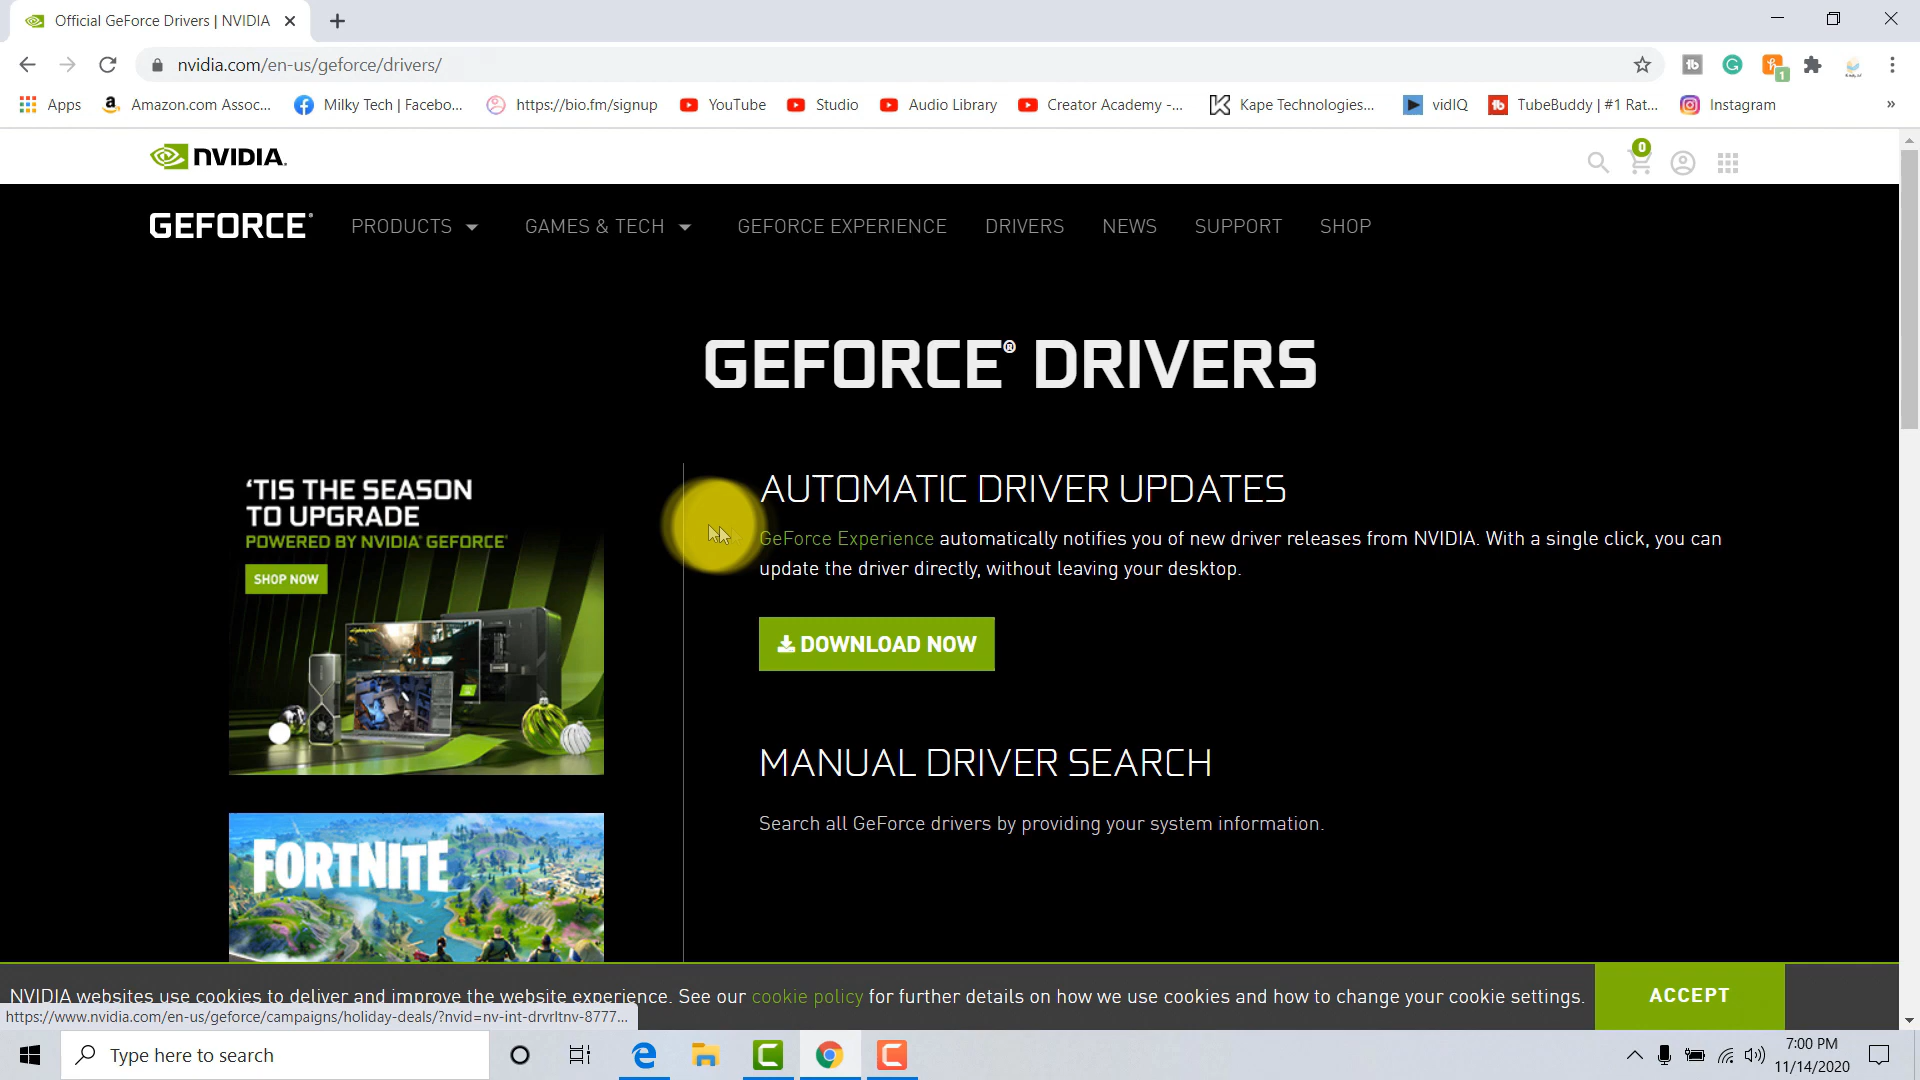 Official GeForce Drivers | NVIDIA
nvidia.com/en-us/geforce/drivers/
1
Apps
Amazon.com Assoc...
Milky Tech | Facebo...
https://bio.fm/signup
YouTube
Studio
Audio Library
Creator Academy -...
Kape Technologies...
vidIQ
TubeBuddy | #1 Rat...
Instagram
»
NVIDIA.
0
GEFORCE®
PRODUCTS
GAMES & TECH
GEFORCE EXPERIENCE
DRIVERS
NEWS
SUPPORT
SHOP
GEFORCE® DRIVERS
'TIS THE SEASON
TO UPGRADE
POWERED BY NVIDIA® GEFORCE®
SHOP NOW
AUTOMATIC DRIVER UPDATES
GeForce Experience automatically notifies you of new driver releases from NVIDIA. With a single click, you can
update the driver directly, without leaving your desktop.
DOWNLOAD NOW
MANUAL DRIVER SEARCH
Search all GeForce drivers by providing your system information.
FORTNITE
NVIDIA websites use cookies to deliver and improve the website experience. See our cookie policy for further details on how we use cookies and how to change your cookie settings.
ACCEPT
https://www.nvidia.com/en-us/geforce/campaigns/holiday-deals/?nvid=nv-int-drvrltnv-8777...
Type here to search
7:00 PM
11/14/2020